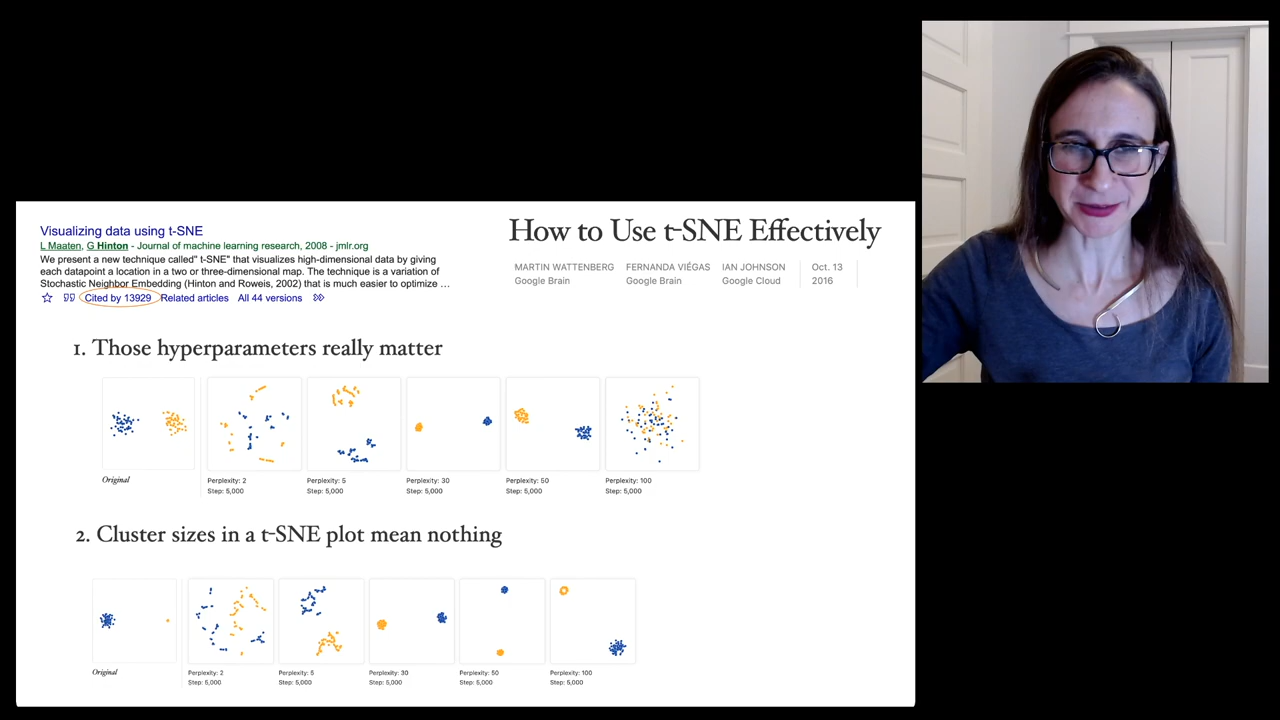 Visualizing data using t-SNE
L Maaten, G Hinton - Journal of machine learning research, 2008 - jmlr.org
We present a new technique called" t-SNE" that visualizes high-dimensional data by giving
each datapoint a location in a two or three-dimensional map. The technique is a variation of
Stochastic Neighbor Embedding (Hinton and Roweis, 2002) that is much easier to optimize ...
Cited by 13929 Related articles All 44 versions
How to Use t-SNE Effectively
MARTIN WATTENBERG FERNANDA VIÉGAS IAN JOHNSON Oct. 13
Google Brain Google Brain Google Cloud 2016
1. Those hyperparameters really matter
Original
Perplexity: 2 Perplexity: 5 Perplexity: 30 Perplexity: 50 Perplexity: 100
Step: 5,000 Step: 5,000 Step: 5,000 Step: 5,000 Step: 5,000
2. Cluster sizes in a t-SNE plot mean nothing
Original
Perplexity: 2 Perplexity: 5 Perplexity: 30 Perplexity: 50 Perplexity: 100
Step: 5,000 Step: 5,000 Step: 5,000 Step: 5,000 Step: 5,000